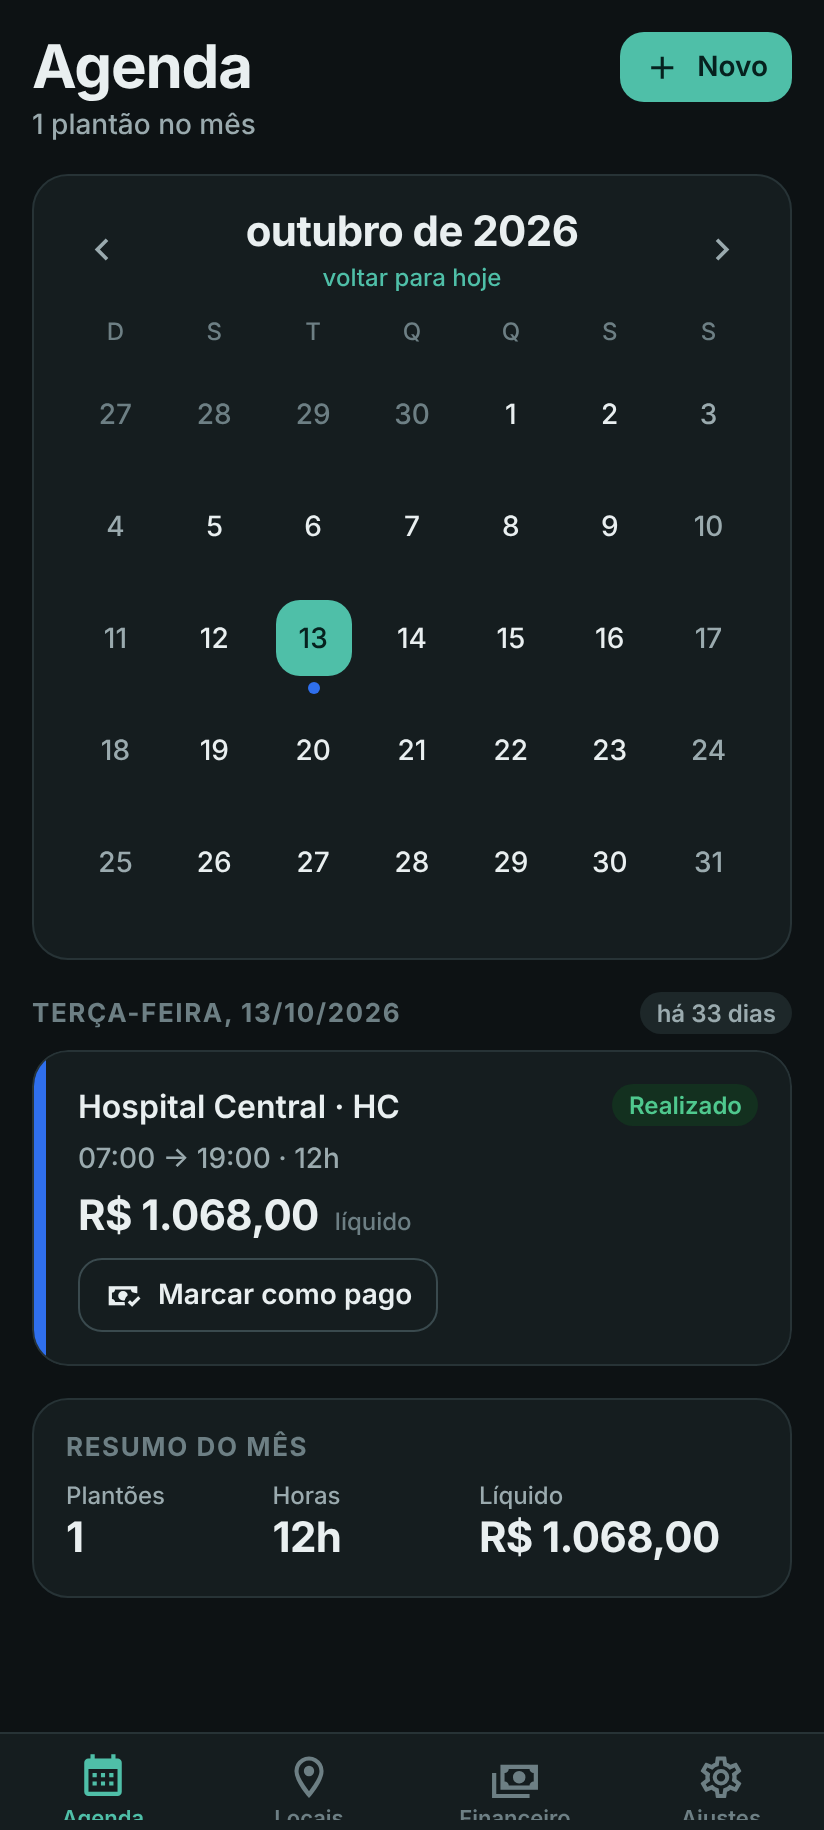 Agenda
Novo
1 plantão no mês
outubro de 2026
voltar para hoje
D S T Q Q S S
27 28 29 30 1 2 3
4 5 6 7 8 9 10
11 12 13 14 15 16 17
18 19 20 21 22 23 24
25 26 27 28 29 30 31
TERÇA-FEIRA, 13/10/2026
há 33 dias
Hospital Central · HC
Realizado
07:00 → 19:00 · 12h
R$ 1.068,00 líquido
Marcar como pago
RESUMO DO MÊS
Plantões Horas Líquido
1 12h R$ 1.068,00
Agenda Locais Financeiro Ajustes